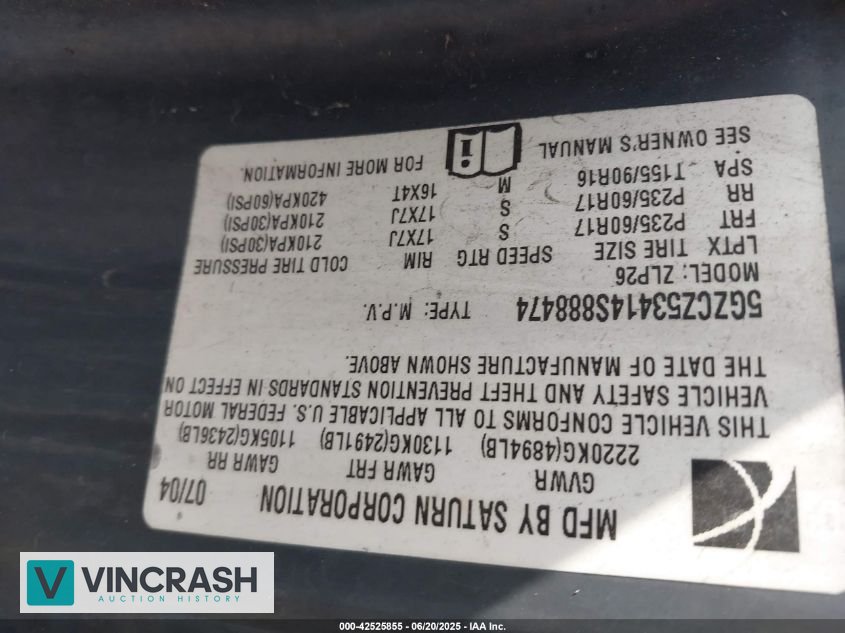 MFD BY SATURN CORPORATION 07/04
GVWR GAWR FRT GAWR RR
2220KG(4894LB) 1130KG(2491LB) 1105KG(2436LB)
THIS VEHICLE CONFORMS TO ALL APPLICABLE U.S. FEDERAL MOTOR
VEHICLE SAFETY AND THEFT PREVENTION STANDARDS IN EFFECT ON
THE DATE OF MANUFACTURE SHOWN ABOVE.
5GZCZ53414S888474 TYPE: M.P.V.
MODEL: ZLP26
LPTX TIRE SIZE SPEED RTG RIM COLD TIRE PRESSURE
FRT P235/60R17 S 17X7J 210KPA(30PSI)
RR P235/60R17 S 17X7J 210KPA(30PSI)
SPA T155/90R16 M 16X4T 420KPA(60PSI)
SEE OWNER'S MANUAL FOR MORE INFORMATION.
VINCRASH
AUCTION HISTORY
000-42525855 - 06/20/2025 - IAA Inc.